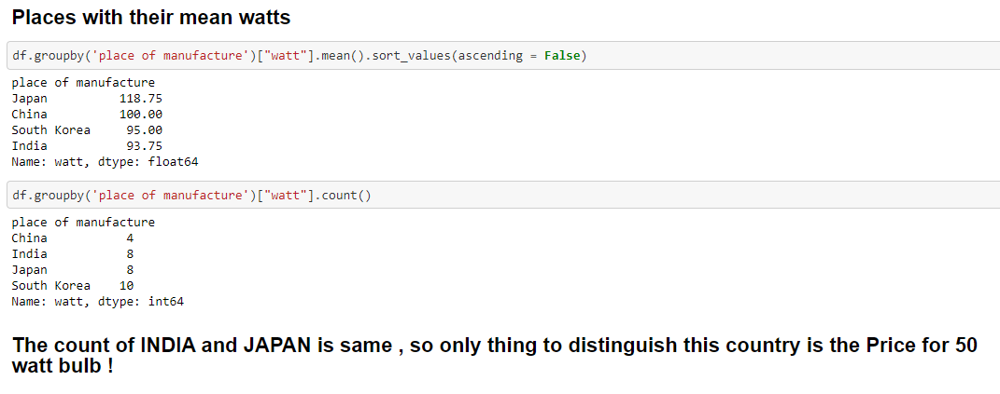 Places with their mean watts
df.groupby('place of manufacture')["watt"].mean().sort_values(ascending = False)
place of manufacture
Japan          118.75
China          100.00
South Korea     95.00
India           93.75
Name: watt, dtype: float64
df.groupby('place of manufacture')["watt"].count()
place of manufacture
China           4
India           8
Japan           8
South Korea    10
Name: watt, dtype: int64
The count of INDIA and JAPAN is same , so only thing to distinguish this country is the Price for 50
watt bulb !